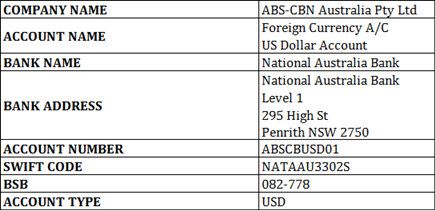 COMPANY NAME ABS-CBN Australia Pty Ltd
ACCOUNT NAME Foreign Currency A/C
US Dollar Account
BANK NAME National Australia Bank
BANK ADDRESS National Australia Bank
Level 1
295 High St
Penrith NSW 2750
ACCOUNT NUMBER ABSCBUSD01
SWIFT CODE NATAAU3302S
BSB 082-778
ACCOUNT TYPE USD